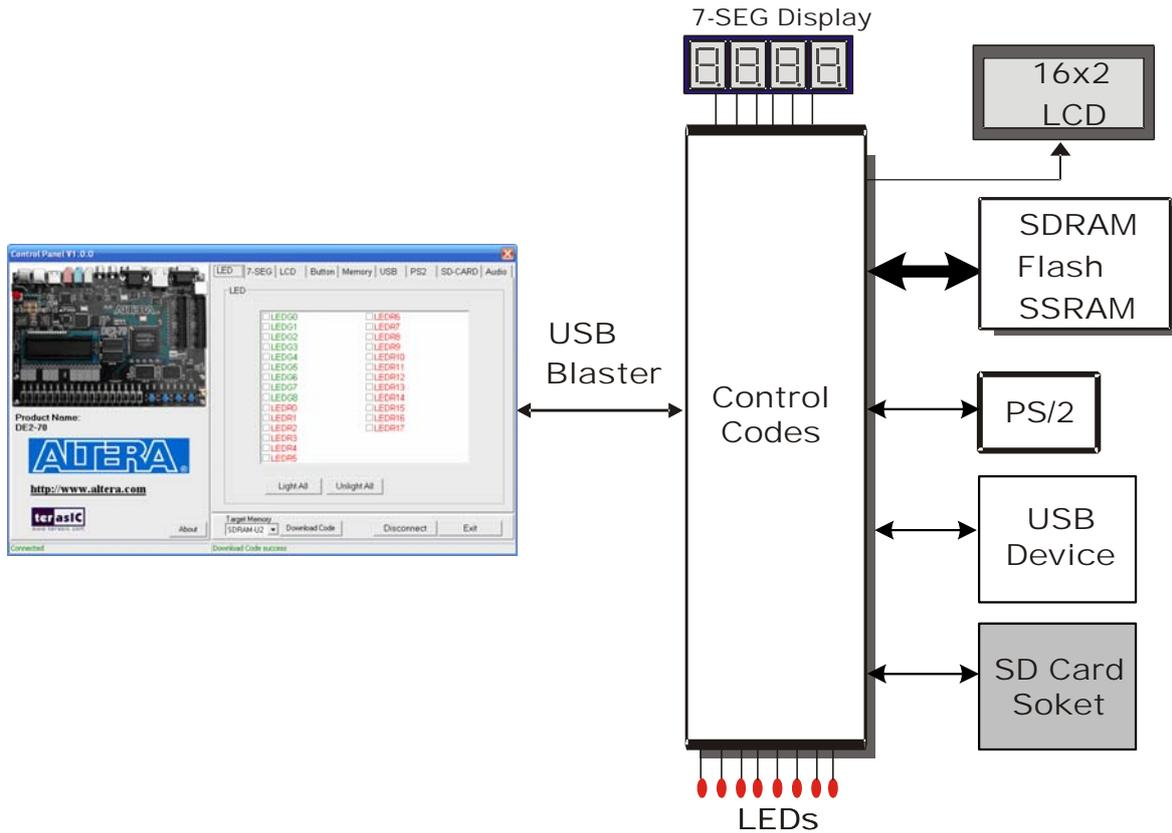 7-SEG Display
16x2
LCD
SDRAM
Flash
SSRAM
Control Panel V1.0.0
LED 7-SEG LCD Button Memory USB PS2 SD-CARD Audio
LED
LEDG0 LEDR6
LEDG1 LEDR7
LEDG2 LEDR8
LEDG3 LEDR9
LEDG4 LEDR10
LEDG5 LEDR11
LEDG6 LEDR12
LEDG7 LEDR13
LEDG8 LEDR14
LEDR0 LEDR15
LEDR1 LEDR16
LEDR2 LEDR17
LEDR3
LEDR4
LEDR5
Light All Unlight All
Product Name:
DE2-70
ALTERA
http://www.altera.com
terasIC
www.terasic.com
About
Target Memory
SDRAM-U2 Download Code Disconnect Exit
Connected Download Code success
USB
Blaster
Control
Codes
PS/2
USB
Device
SD Card
Soket
LEDs